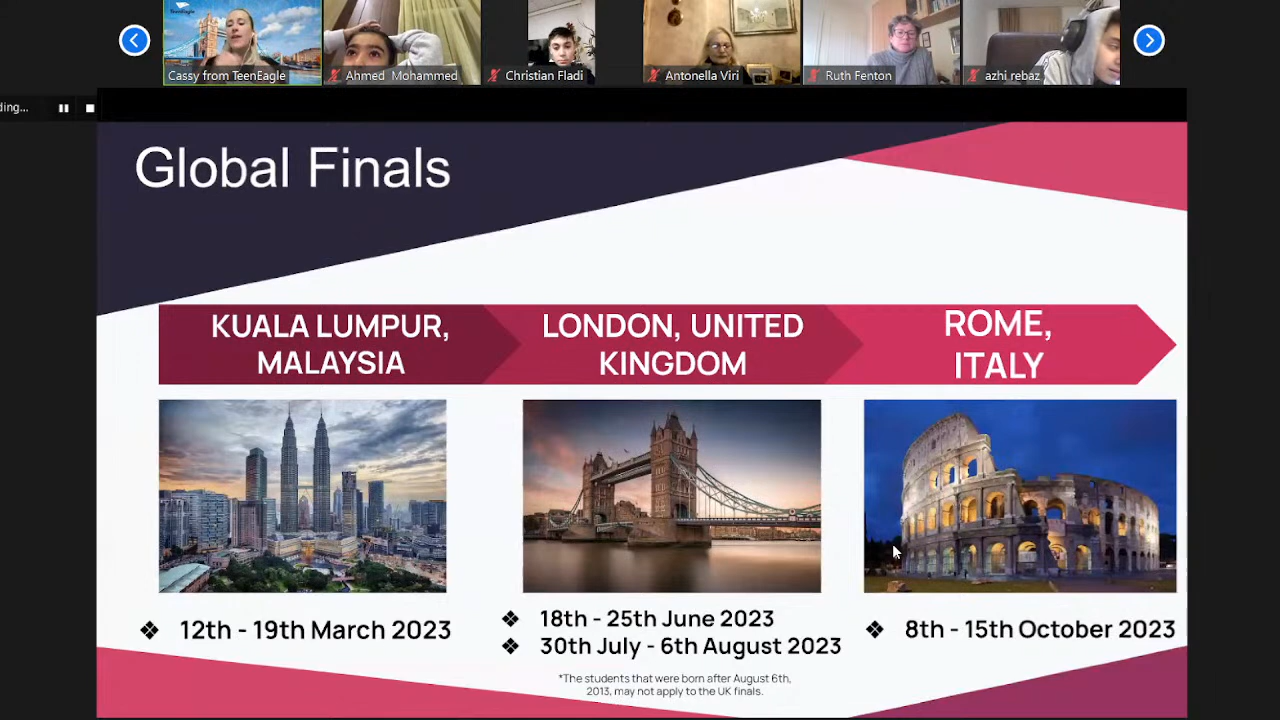 TeenEagle
Cassy from TeenEagle
Ahmed Mohammed
Christian Fladi
Antonella Viri
Ruth Fenton
azhi rebaz
ding...
Global Finals
KUALA LUMPUR,
MALAYSIA
LONDON, UNITED
KINGDOM
ROME,
ITALY
❖ 12th - 19th March 2023
❖ 18th - 25th June 2023
❖ 30th July - 6th August 2023
❖ 8th - 15th October 2023
*The students that were born after August 6th,
2013, may not apply to the UK finals.